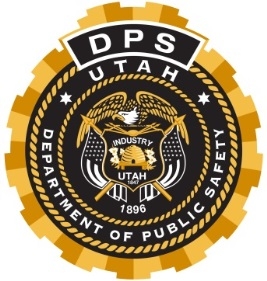 DPS
UTAH
INDUSTRY
UTAH
1847
1896
DEPARTMENT OF PUBLIC SAFETY